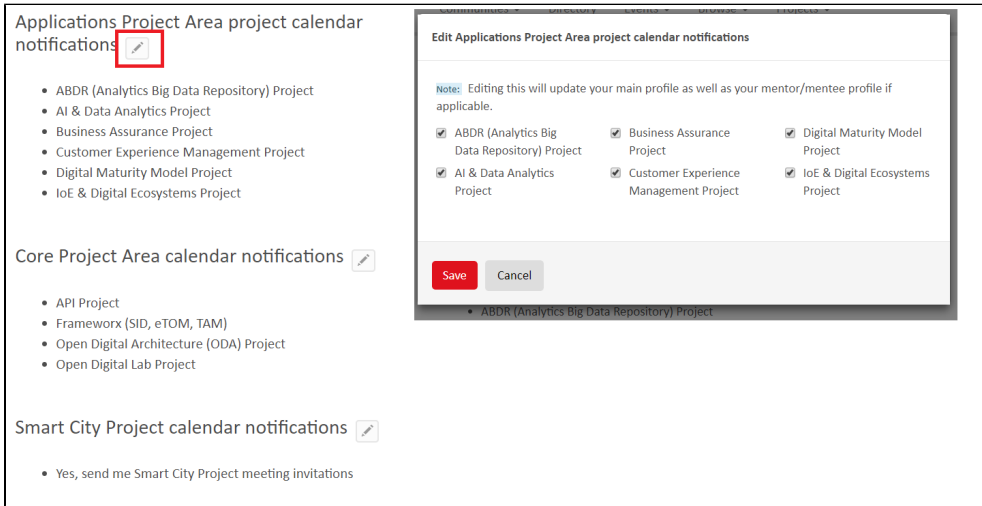 Applications Project Area project calendar
notifications
• ABDR (Analytics Big Data Repository) Project
• AI & Data Analytics Project
• Business Assurance Project
• Customer Experience Management Project
• Digital Maturity Model Project
• IoE & Digital Ecosystems Project
Core Project Area calendar notifications
• API Project
• Frameworx (SID, eTOM, TAM)
• Open Digital Architecture (ODA) Project
• Open Digital Lab Project
Smart City Project calendar notifications
• Yes, send me Smart City Project meeting invitations
Communities Directory Events Browse Projects
Edit Applications Project Area project calendar notifications
Note: Editing this will update your main profile as well as your mentor/mentee profile if
applicable.
ABDR (Analytics Big
Data Repository) Project
Business Assurance
Project
Digital Maturity Model
Project
AI & Data Analytics
Project
Customer Experience
Management Project
IoE & Digital Ecosystems
Project
Save Cancel
• ABDR (Analytics Big Data Repository) Project